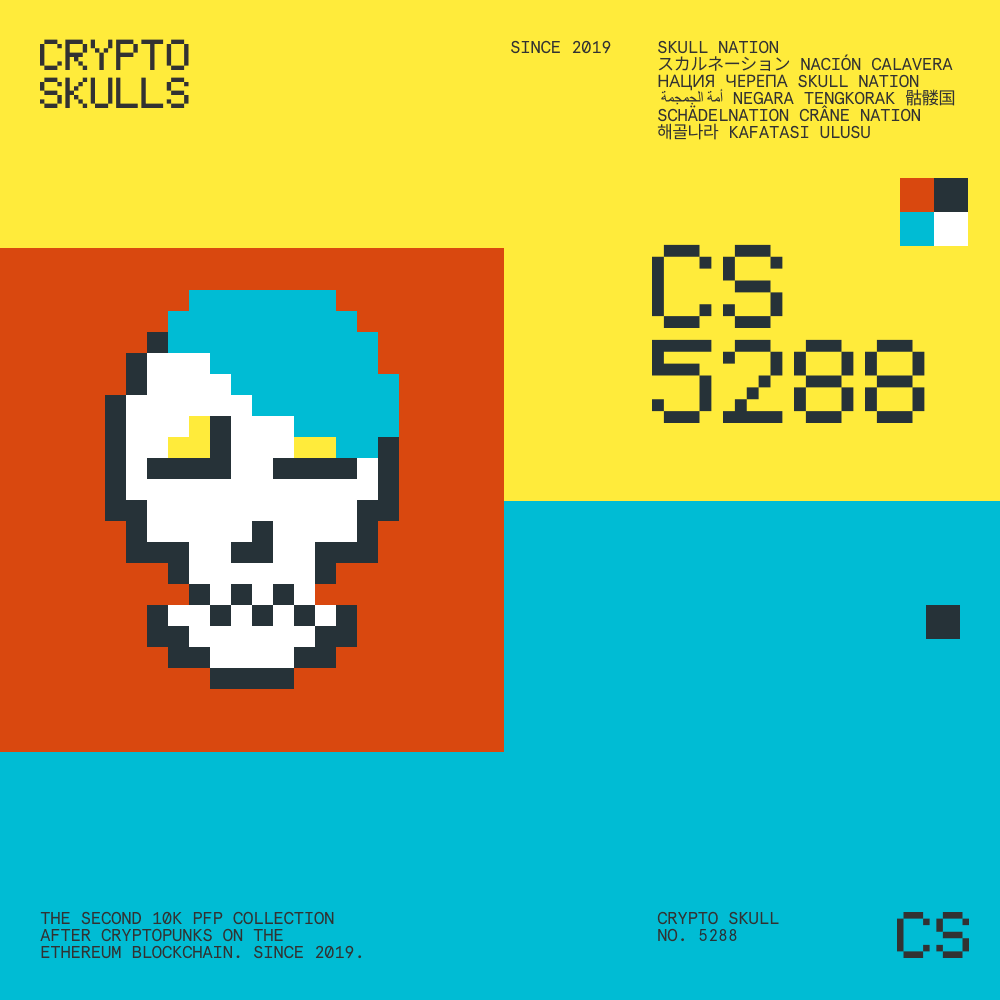 CRYPTO
SKULLS
SINCE 2019
SKULL NATION
スカルネーション NACIÓN CALAVERA
НАЦИЯ ЧЕРЕПА SKULL NATION
أمة الجمجمة NEGARA TENGKORAK 骷髅国
SCHÄDELNATION CRÂNE NATION
해골나라 KAFATASI ULUSU
CS
5288
THE SECOND 10K PFP COLLECTION
AFTER CRYPTOPUNKS ON THE
ETHEREUM BLOCKCHAIN. SINCE 2019.
CRYPTO SKULL
NO. 5288
CS